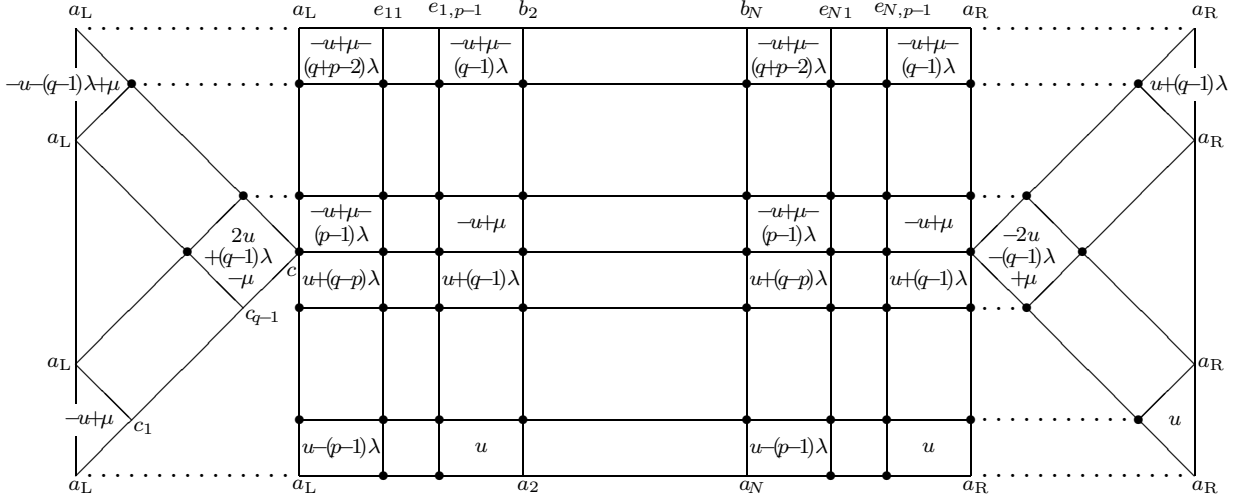 a_L a_L e_{11} e_{1,p−1} b_2 b_N e_{N1} e_{N,p−1} a_R a_R
−u+μ− −u+μ− −u+μ− −u+μ−
(q+p−2)λ (q−1)λ (q+p−2)λ (q−1)λ
−u−(q−1)λ+μ u+(q−1)λ
a_L a_R
−u+μ− −u+μ −u+μ− −u+μ
(p−1)λ (p−1)λ
2u −2u
+(q−1)λ −(q−1)λ
−μ +μ
c u+(q−p)λ u+(q−1)λ u+(q−p)λ u+(q−1)λ
c_{q−1}
a_L a_R
−u+μ c_1 u
u−(p−1)λ u u−(p−1)λ u
a_L a_L a_2 a_N a_R a_R